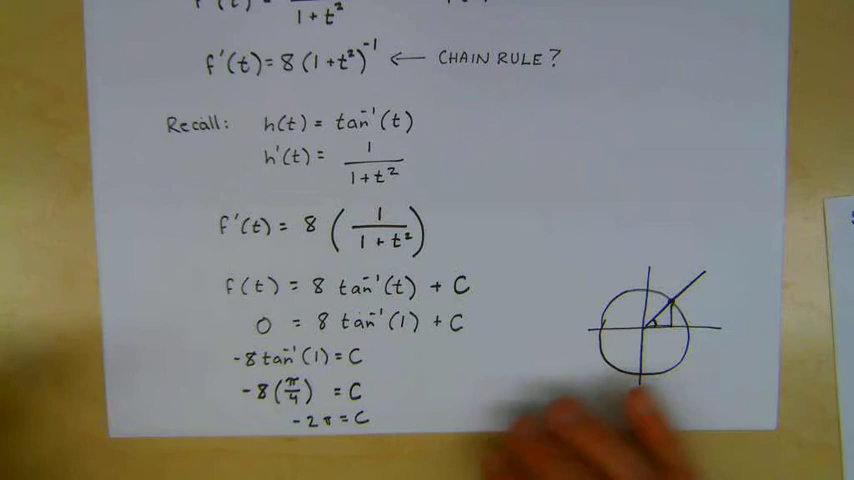 1 + t²
f'(t) = 8 (1 + t²)⁻¹ ← CHAIN RULE ?
Recall: h(t) = tan⁻¹(t)
h'(t) = 1 / 1 + t²
f'(t) = 8 ( 1 / 1 + t² )
f(t) = 8 tan⁻¹(t) + C
0 = 8 tan⁻¹(1) + C
-8 tan⁻¹(1) = C
-8 (π/4) = C
-2π = C